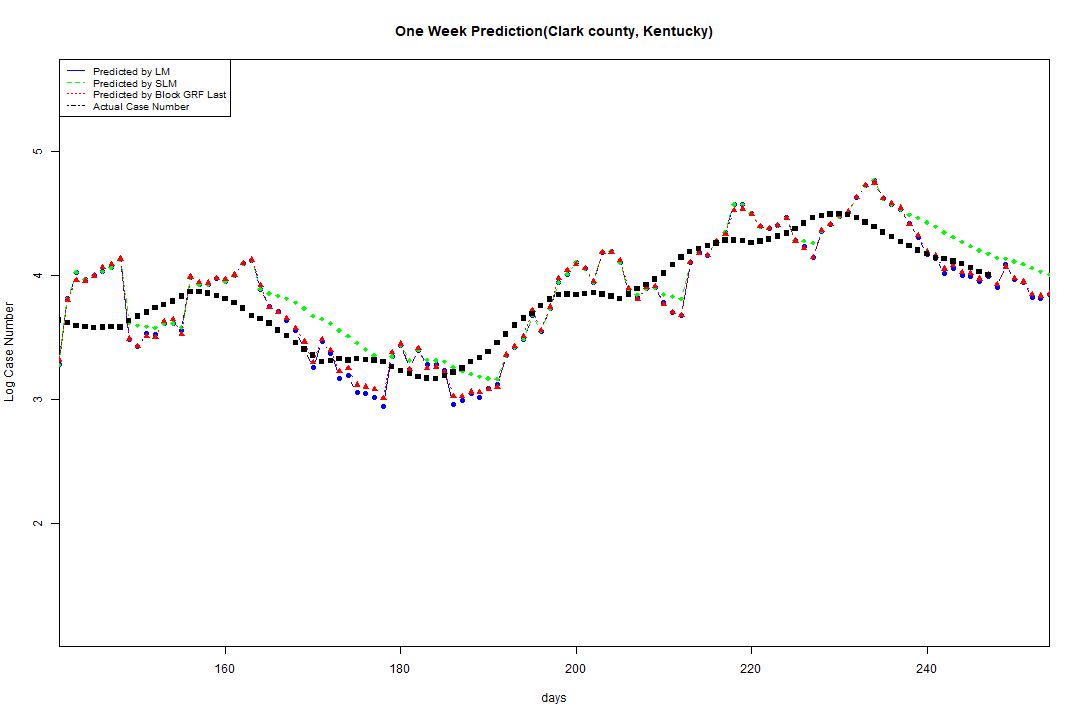 One Week Prediction(Clark county, Kentucky)
Predicted by LM
Predicted by SLM
Predicted by Block GRF Last
Actual Case Number
5
4
3
2
Log Case Number
160 180 200 220 240
days